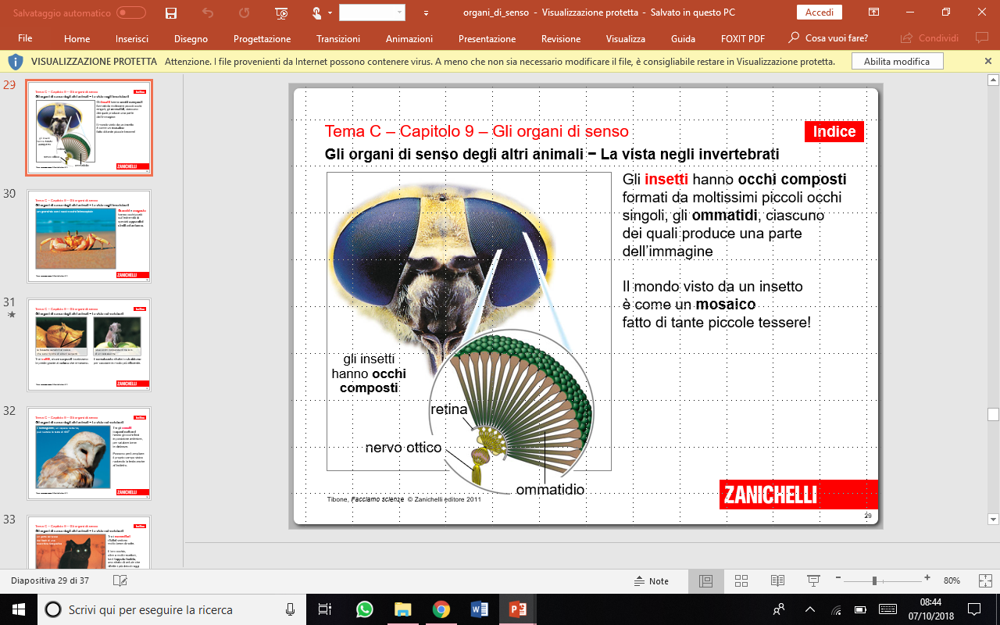 Salvataggio automatico
organi_di_senso - Visualizzazione protetta - Salvato in questo PC
Accedi
File Home Inserisci Disegno Progettazione Transizioni Animazioni Presentazione Revisione Visualizza Guida FOXIT PDF Cosa vuoi fare? Condividi
VISUALIZZAZIONE PROTETTA Attenzione. I file provenienti da Internet possono contenere virus. A meno che non sia necessario modificare il file, è consigliabile restare in Visualizzazione protetta. Abilita modifica
29
30
31
32
33
Tema C – Capitolo 9 – Gli organi di senso
Indice
Gli organi di senso degli altri animali – La vista negli invertebrati
Gli insetti hanno occhi composti
formati da moltissimi piccoli occhi
singoli, gli ommatidi, ciascuno
dei quali produce una parte
dell'immagine
Il mondo visto da un insetto
è come un mosaico
fatto di tante piccole tessere!
gli insetti
hanno occhi
composti
retina
nervo ottico
ommatidio
Tibone, Facciamo scienze © Zanichelli editore 2011
ZANICHELLI
29
Diapositiva 29 di 37
Note
80%
Scrivi qui per eseguire la ricerca
08:44
07/10/2018